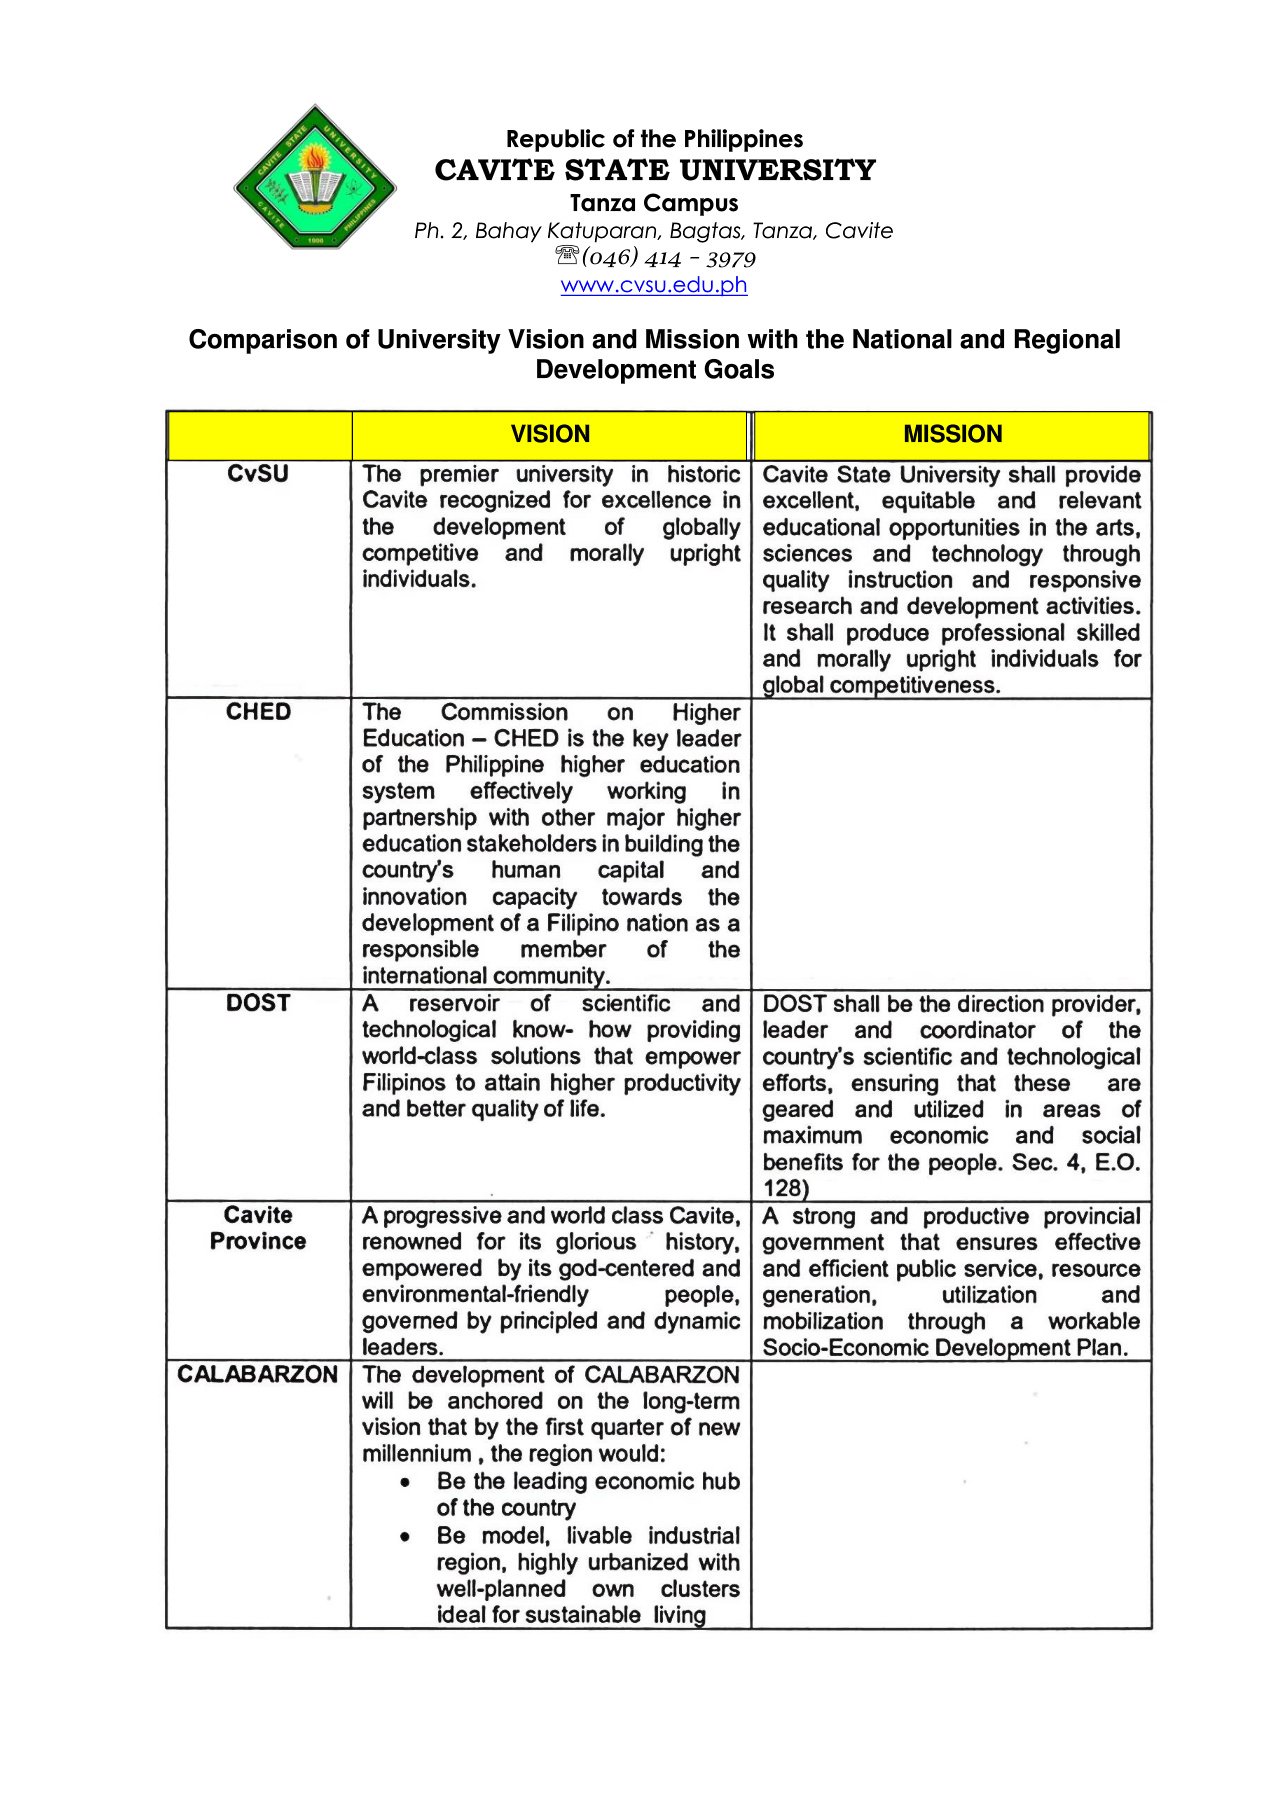 CAVITE STATE UNIVERSITY
CAVITE
PHILIPPINES
1906
Republic of the Philippines
CAVITE STATE UNIVERSITY
Tanza Campus
Ph. 2, Bahay Katuparan, Bagtas, Tanza, Cavite
☏(046) 414 – 3979
www.cvsu.edu.ph
Comparison of University Vision and Mission with the National and Regional
Development Goals
VISION
MISSION
CvSU
The premier university in historic
Cavite recognized for excellence in
the development of globally
competitive and morally upright
individuals.
Cavite State University shall provide
excellent, equitable and relevant
educational opportunities in the arts,
sciences and technology through
quality instruction and responsive
research and development activities.
It shall produce professional skilled
and morally upright individuals for
global competitiveness.
CHED
The Commission on Higher
Education – CHED is the key leader
of the Philippine higher education
system effectively working in
partnership with other major higher
education stakeholders in building the
country's human capital and
innovation capacity towards the
development of a Filipino nation as a
responsible member of the
international community.
DOST
A reservoir of scientific and
technological know- how providing
world-class solutions that empower
Filipinos to attain higher productivity
and better quality of life.
DOST shall be the direction provider,
leader and coordinator of the
country's scientific and technological
efforts, ensuring that these are
geared and utilized in areas of
maximum economic and social
benefits for the people. Sec. 4, E.O.
128)
Cavite
Province
A progressive and world class Cavite,
renowned for its glorious history,
empowered by its god-centered and
environmental-friendly people,
governed by principled and dynamic
leaders.
A strong and productive provincial
government that ensures effective
and efficient public service, resource
generation, utilization and
mobilization through a workable
Socio-Economic Development Plan.
CALABARZON
The development of CALABARZON
will be anchored on the long-term
vision that by the first quarter of new
millennium , the region would:
• Be the leading economic hub
of the country
• Be model, livable industrial
region, highly urbanized with
well-planned own clusters
ideal for sustainable living